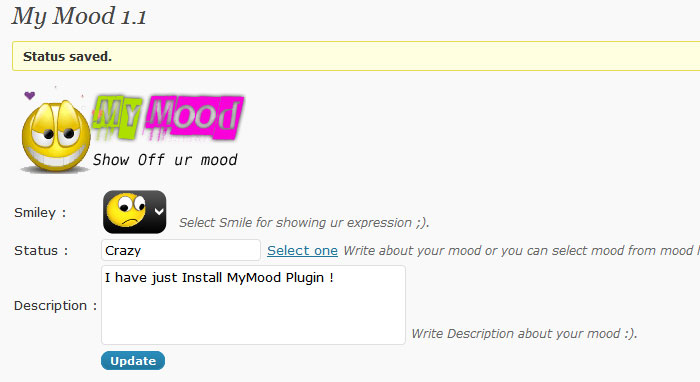 My Mood 1.1
Status saved.
My Mood
Show Off ur mood
Smiley :
Select Smile for showing ur expression ;).
Status : Crazy Select one Write about your mood or you can select mood from mood
I have just Install MyMood Plugin !
Description :
Write Description about your mood :).
Update